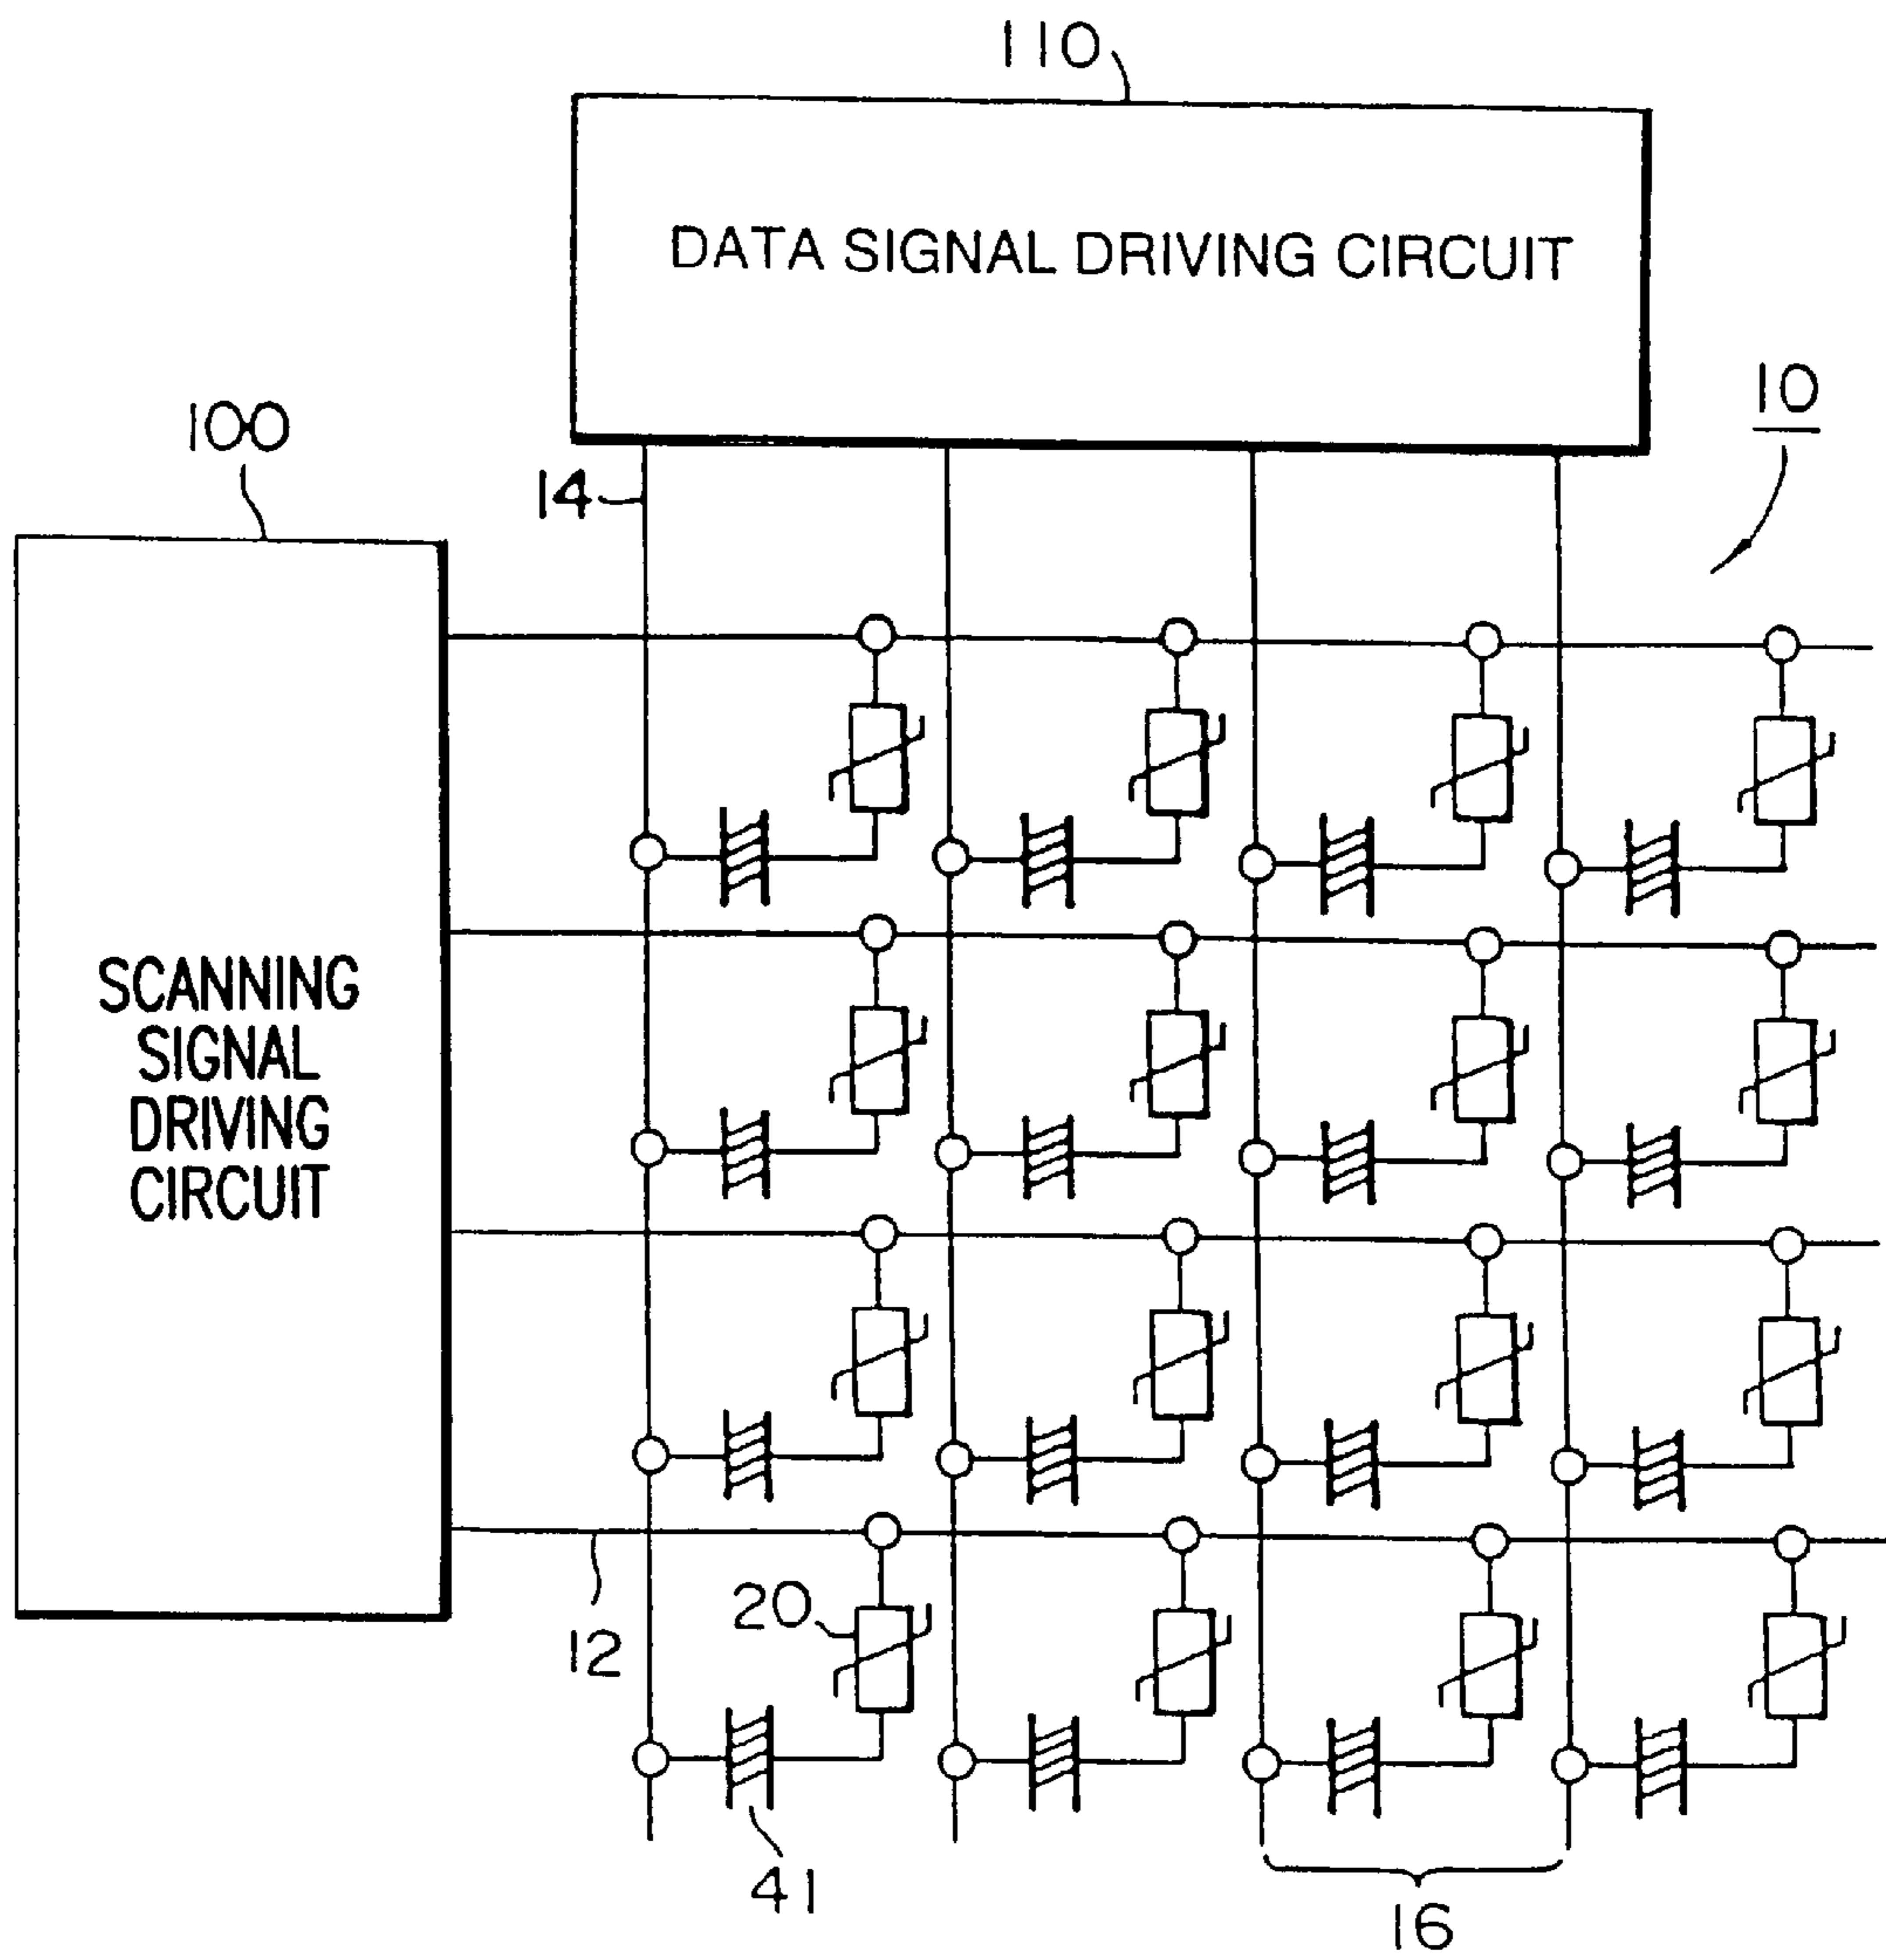 110
DATA SIGNAL DRIVING CIRCUIT
10
100
14
SCANNING
SIGNAL
DRIVING
CIRCUIT
20
12
41
16